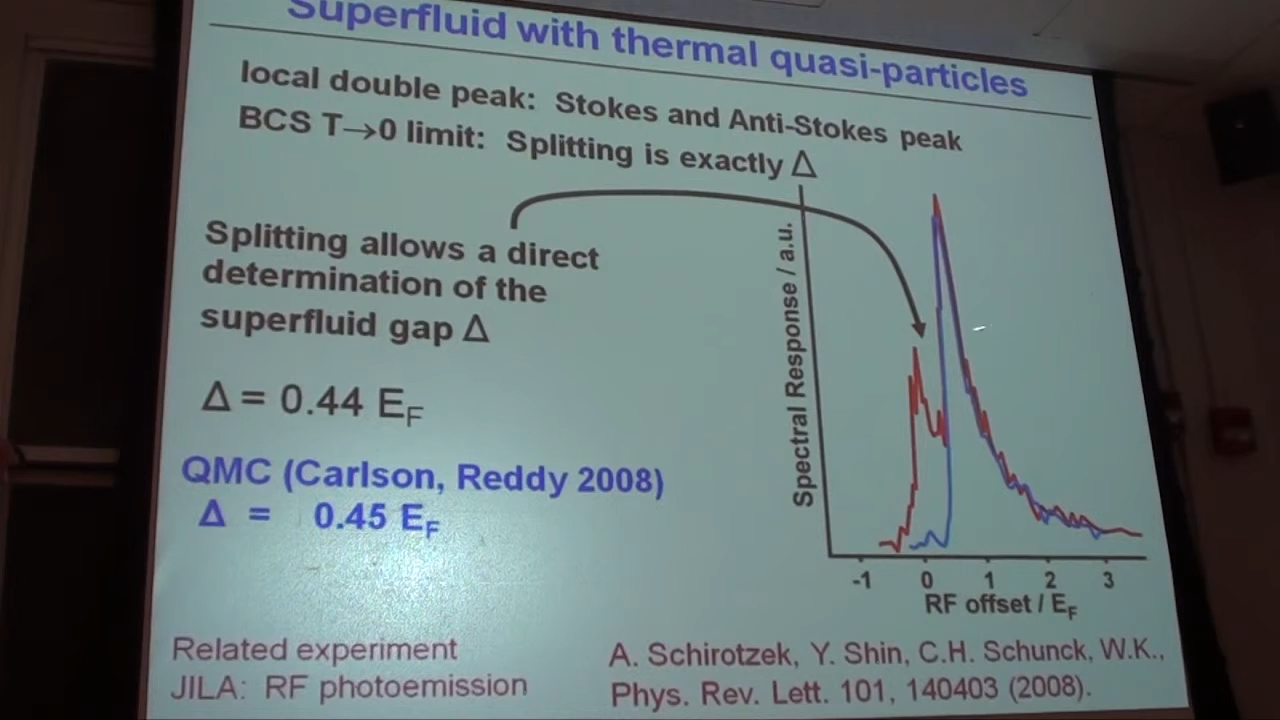 Superfluid with thermal quasi-particles
local double peak: Stokes and Anti-Stokes peak
BCS T→0 limit: Splitting is exactly Δ
Splitting allows a direct
determination of the
superfluid gap Δ
Δ = 0.44 E_F
QMC (Carlson, Reddy 2008)
Δ = 0.45 E_F
Spectral Response / a.u.
-1 0 1 2 3
RF offset / E_F
Related experiment
JILA: RF photoemission
A. Schirotzek, Y. Shin, C.H. Schunck, W.K.,
Phys. Rev. Lett. 101, 140403 (2008).